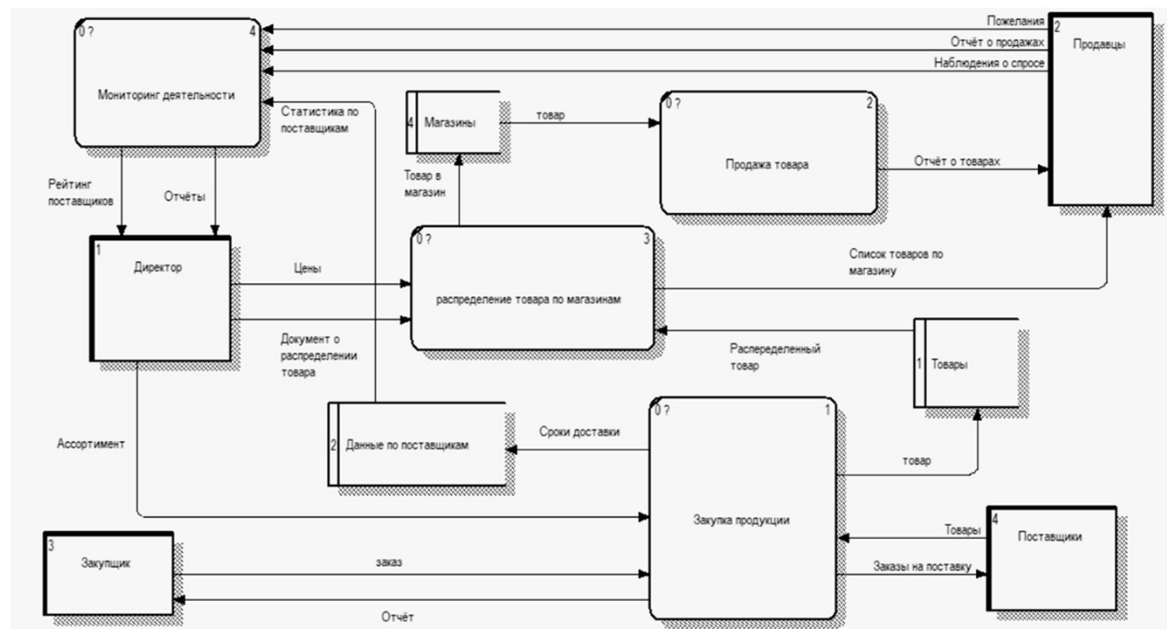 Пожелания
Отчёт о продажах
Наблюдения о спросе
0 ?
4
Мониторинг деятельности
2
Продавцы
Статистика по
поставщикам
4
Магазины
товар
0 ?
2
Продажа товара
Отчёт о товарах
Рейтинг
поставщиков
Отчёты
Товар в
магазин
1
Директор
Цены
0 ?
3
распределение товара по магазинам
Список товаров по
магазину
Документ о
распределении
товара
Распеределенный
товар
1
Товары
Ассортимент
2
Данные по поставщикам
Сроки доставки
0 ?
1
Закупка продукции
товар
3
Закупщик
заказ
Отчёт
Товары
Заказы на поставку
4
Поставщики